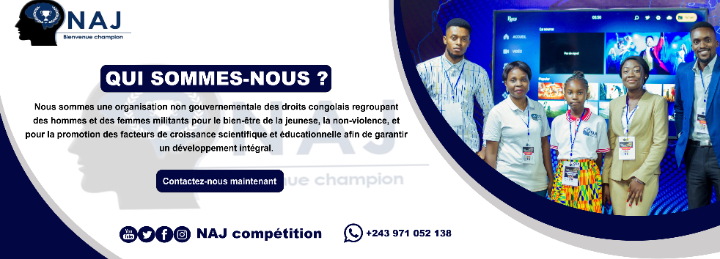 NAJ
Bienvenue champion
QUI SOMMES-NOUS ?
Nous sommes une organisation non gouvernementale des droits congolais regroupant
des hommes et des femmes militants pour le bien-être de la jeunese, la non-violence, et
pour la promotion des facteurs de croissance scientifique et éducationnelle afin de garantir
un dévelopement intégral.
Contactez-nous maintenant
NAJ compétition
+243 971 052 138